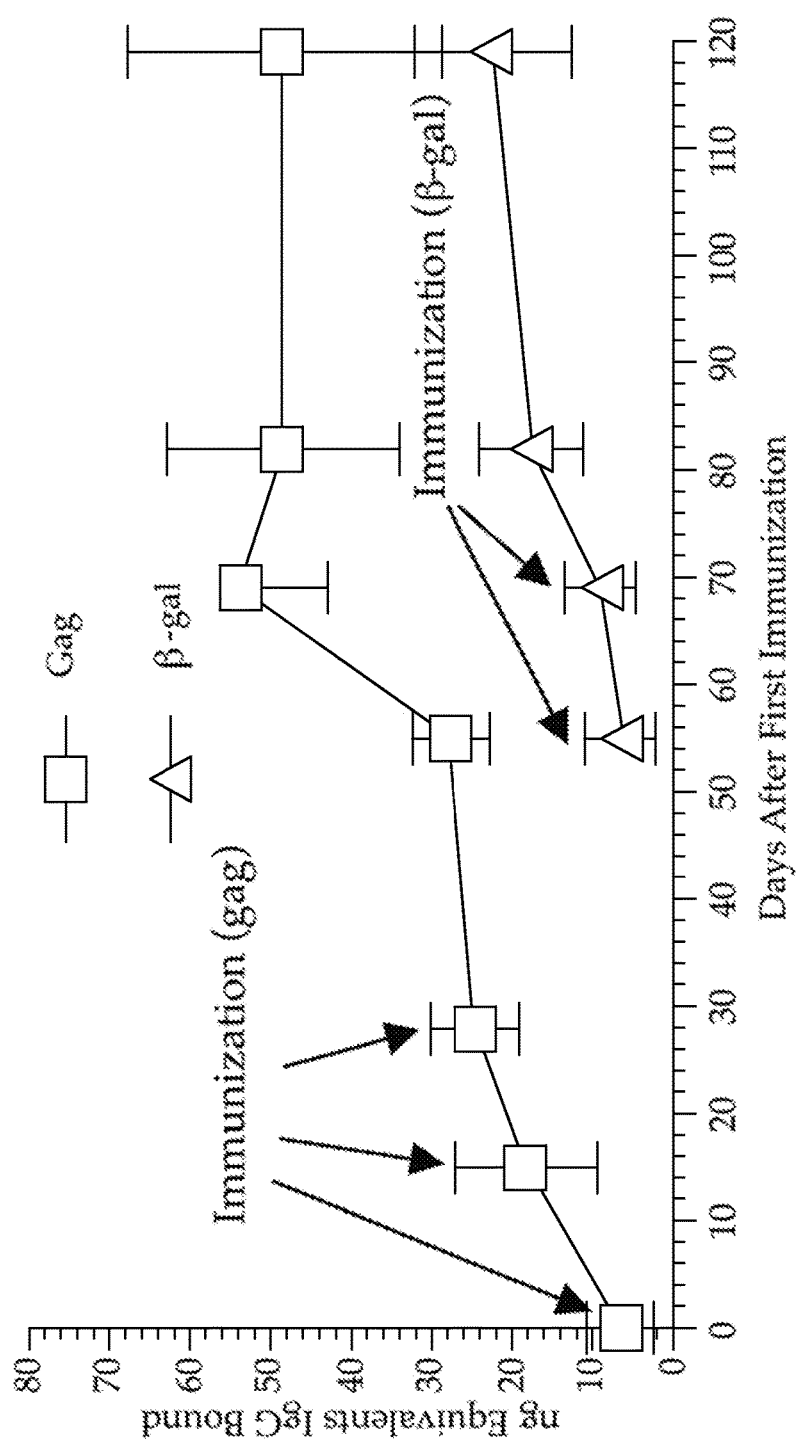 Gag
β-gal
Immunization (gag)
Immunization (β-gal)
ng Equivalents IgG Bound
80
70
60
50
40
30
20
10
0
0 10 20 30 40 50 60 70 80 90 100 110 120
Days After First Immunization